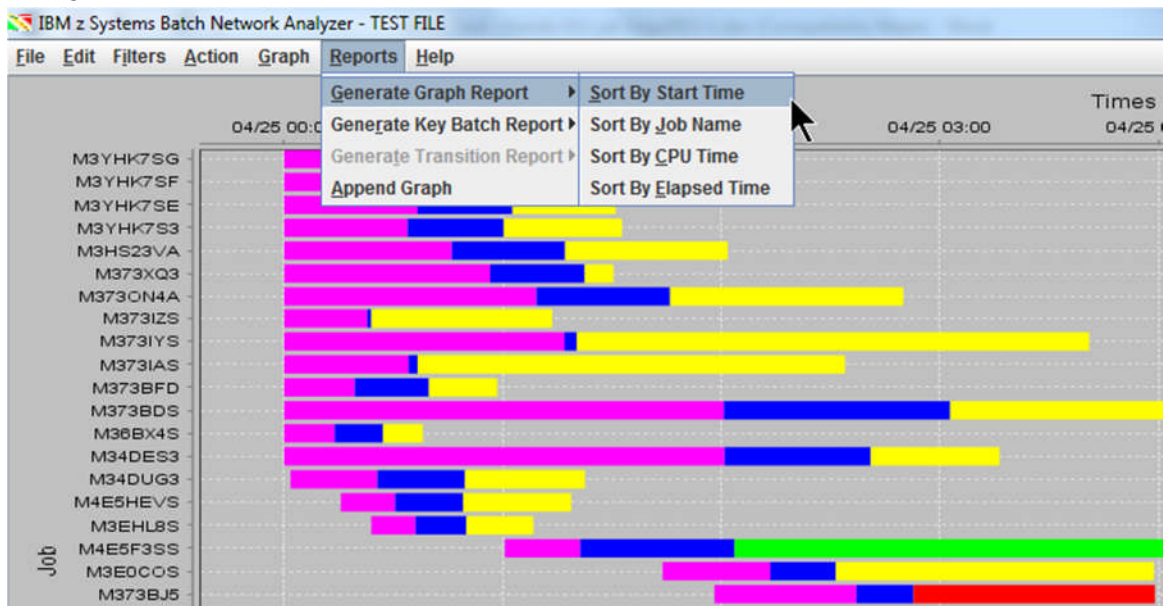 IBM z Systems Batch Network Analyzer - TEST FILE
File Edit Filters Action Graph Reports Help
Generate Graph Report Sort By Start Time
Times
04/25 00:0 Generate Key Batch Report Sort By Job Name 04/25 03:00 04/25
Generate Transition Report Sort By CPU Time
Append Graph Sort By Elapsed Time
M3YHK7SG
M3YHK7SF
M3YHK7SE
M3YHK7S3
M3HS23VA
M373XQ3
M373ON4A
M373IZS
M373IYS
M373IAS
M373BFD
M373BDS
M36BX4S
M34DES3
M34DUG3
M4E5HEVS
M3EHL8S
M4E5F3SS
Job
M3E0COS
M373BJ5